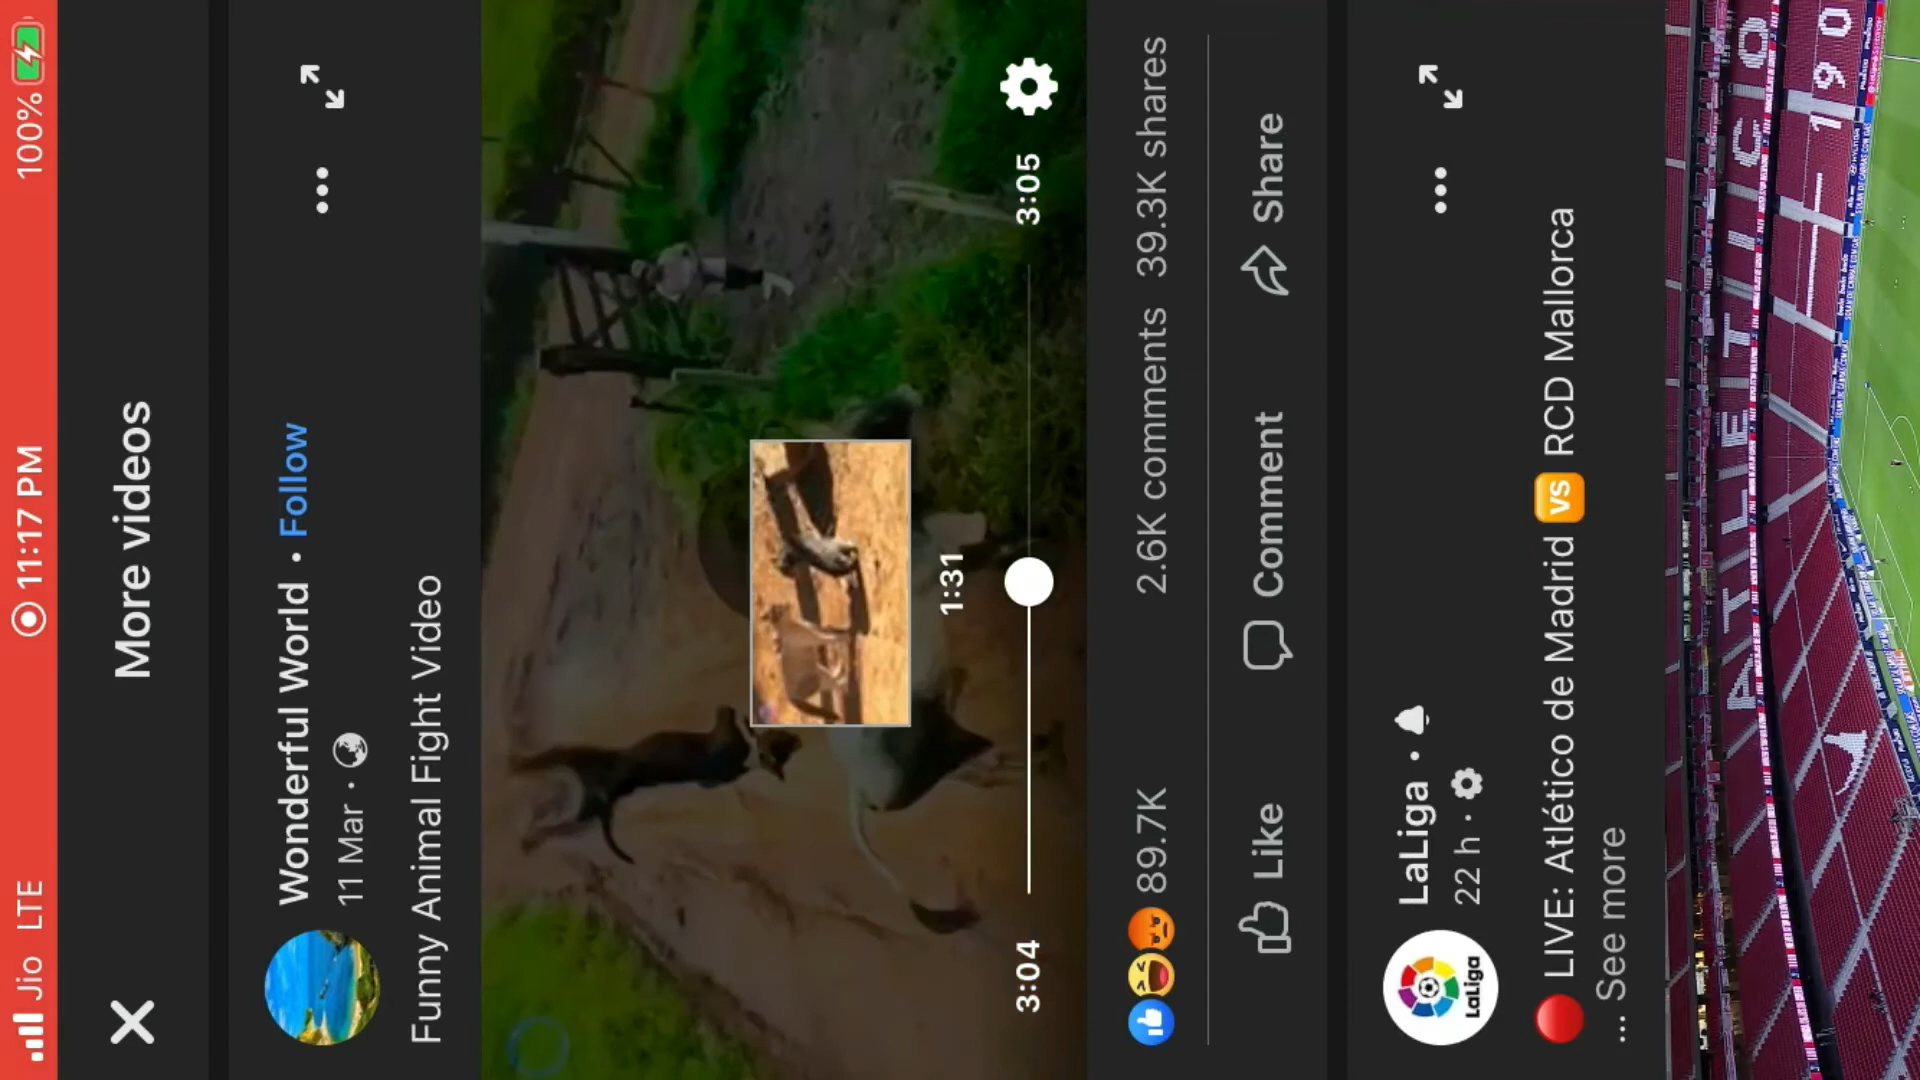 Jio LTE 11:17 PM 100%
More videos
Wonderful World · Follow
11 Mar ·
Funny Animal Fight Video
1:31
3:04 3:05
89.7K 2.6K comments 39.3K shares
Like Comment Share
LaLiga
LaLiga ·
22 h ·
LIVE: Atlético de Madrid VS RCD Mallorca
... See more
ATLETICO
190